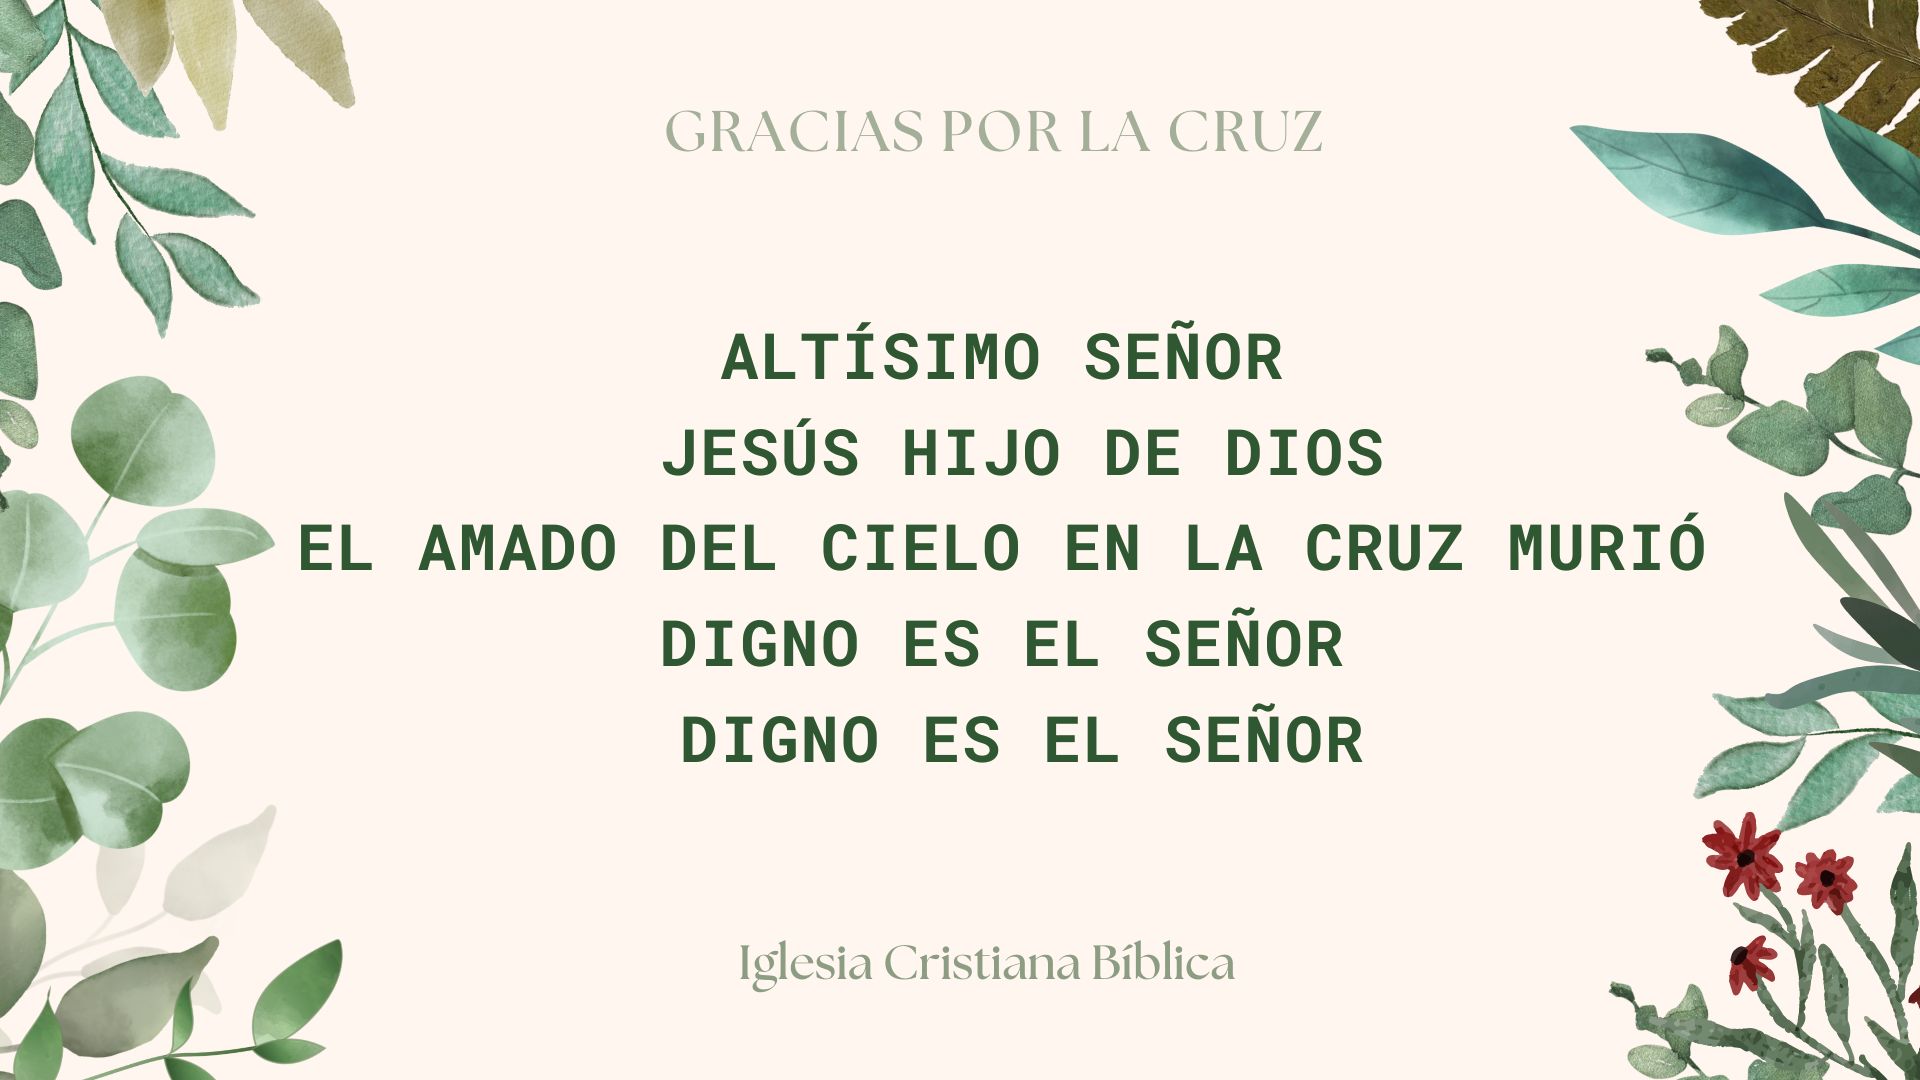 GRACIAS POR LA CRUZ
ALTÍSIMO SEÑOR
JESÚS HIJO DE DIOS
EL AMADO DEL CIELO EN LA CRUZ MURIÓ
DIGNO ES EL SEÑOR
DIGNO ES EL SEÑOR
Iglesia Cristiana Bíblica